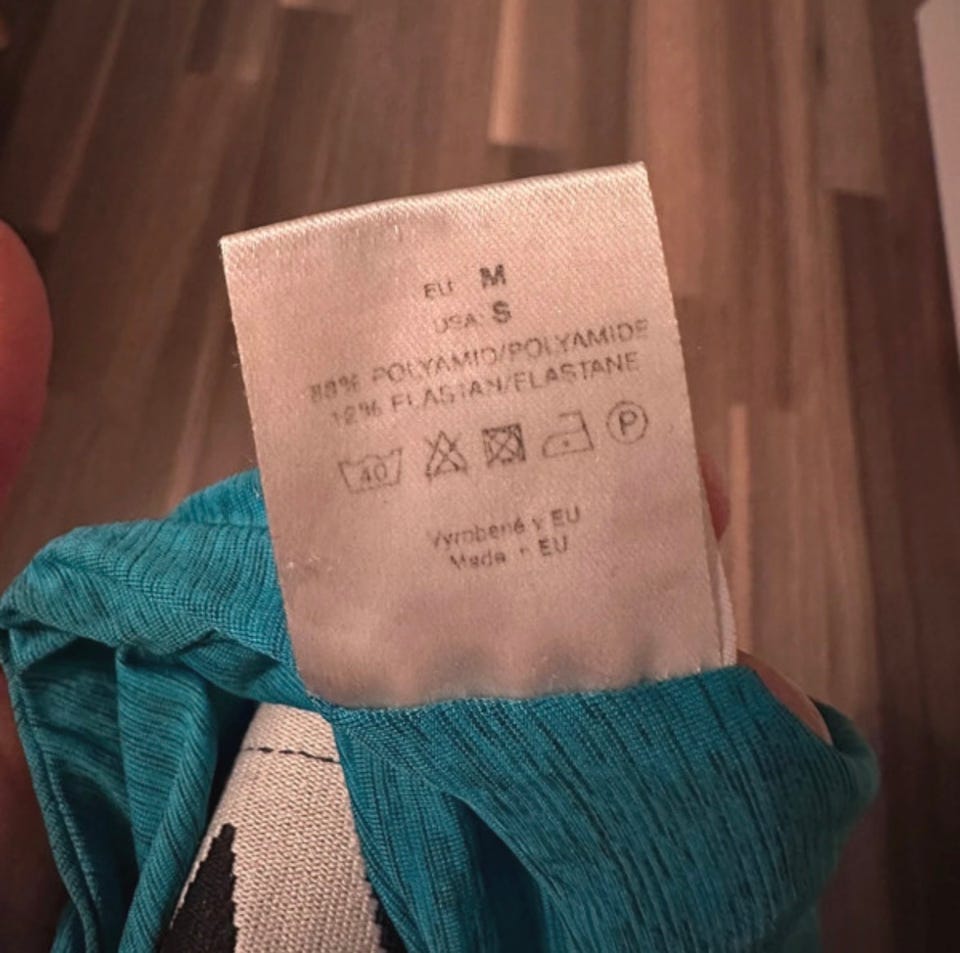 EU: M
USA: S
88% POLYAMID/POLYAMIDE
12% ELASTAN/ELASTANE
40 P
Vyrobené v EU
Made in EU